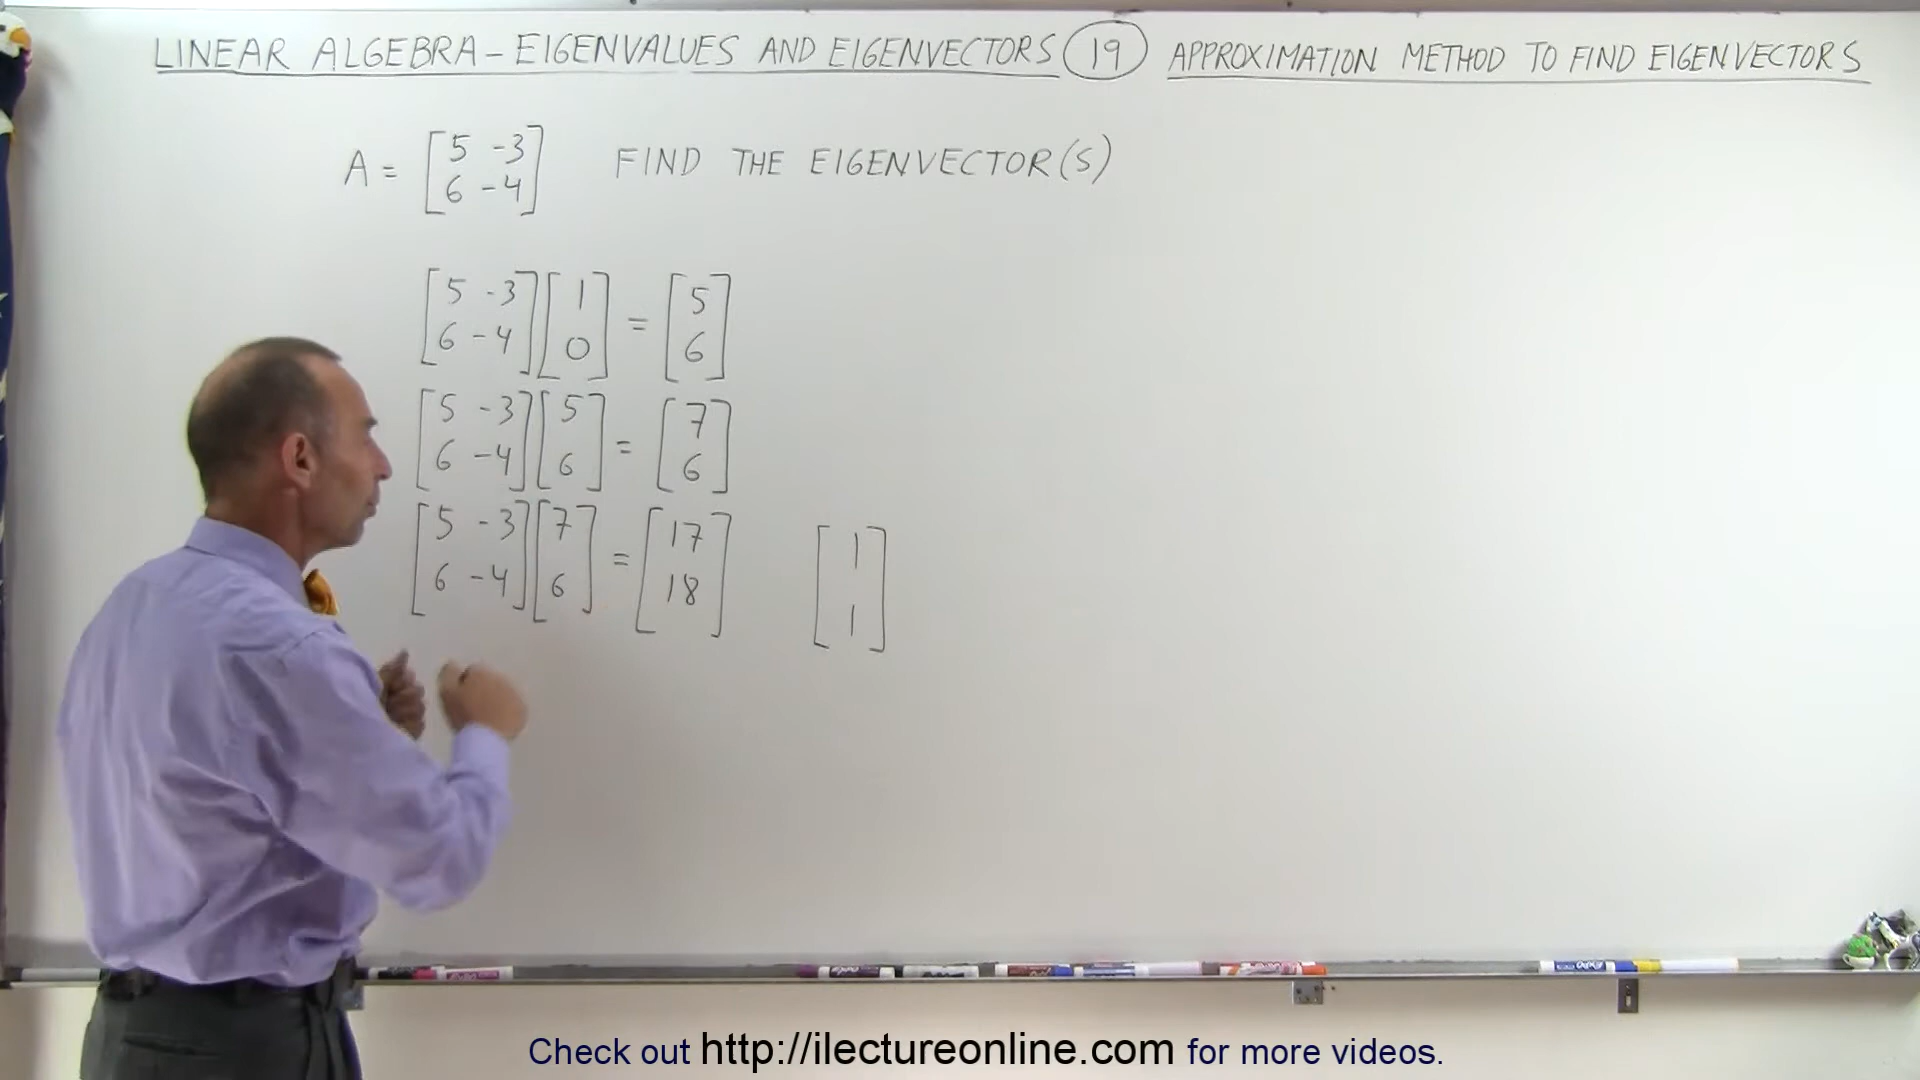 LINEAR ALGEBRA – EIGENVALUES AND EIGENVECTORS 19 APPROXIMATION METHOD TO FIND EIGENVECTORS
A = [5 -3
6 -4] FIND THE EIGENVECTOR(S)
[5 -3 [1 = [5
6 -4] 0] 6]
[5 -3 [5 = [7
6 -4] 6] 6]
[5 -3 [7 = [17 [1
6 -4] 6] 18] 1]
Check out http://ilectureonline.com for more videos.